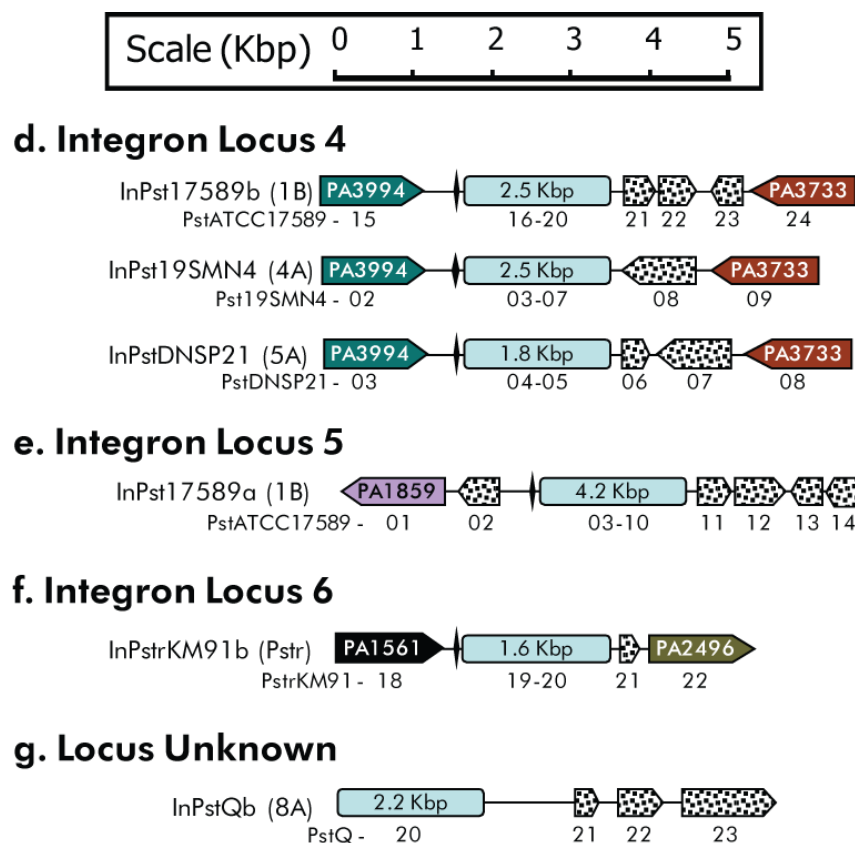 Scale (Kbp) 0 1 2 3 4 5
d. Integron Locus 4
InPst17589b (1B) PA3994 2.5 Kbp PA3733
PstATCC17589 - 15 16-20 21 22 23 24
InPst19SMN4 (4A) PA3994 2.5 Kbp PA3733
Pst19SMN4 - 02 03-07 08 09
InPstDNSP21 (5A) PA3994 1.8 Kbp PA3733
PstDNSP21 - 03 04-05 06 07 08
e. Integron Locus 5
InPst17589a (1B) PA1859 4.2 Kbp
PstATCC17589 - 01 02 03-10 11 12 13 14
f. Integron Locus 6
InPstrKM91b (Pstr) PA1561 1.6 Kbp PA2496
PstrKM91 - 18 19-20 21 22
g. Locus Unknown
InPstQb (8A) 2.2 Kbp
PstQ - 20 21 22 23